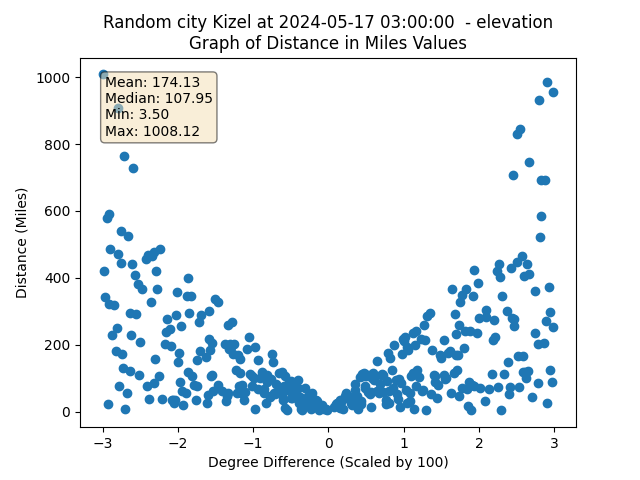 Random city Kizel at 2024-05-17 03:00:00  - elevation
Graph of Distance in Miles Values
Mean: 174.13
Median: 107.95
Min: 3.50
Max: 1008.12
Distance (Miles)
1000
800
600
400
200
0
−3
−2
−1
0
1
2
3
Degree Difference (Scaled by 100)